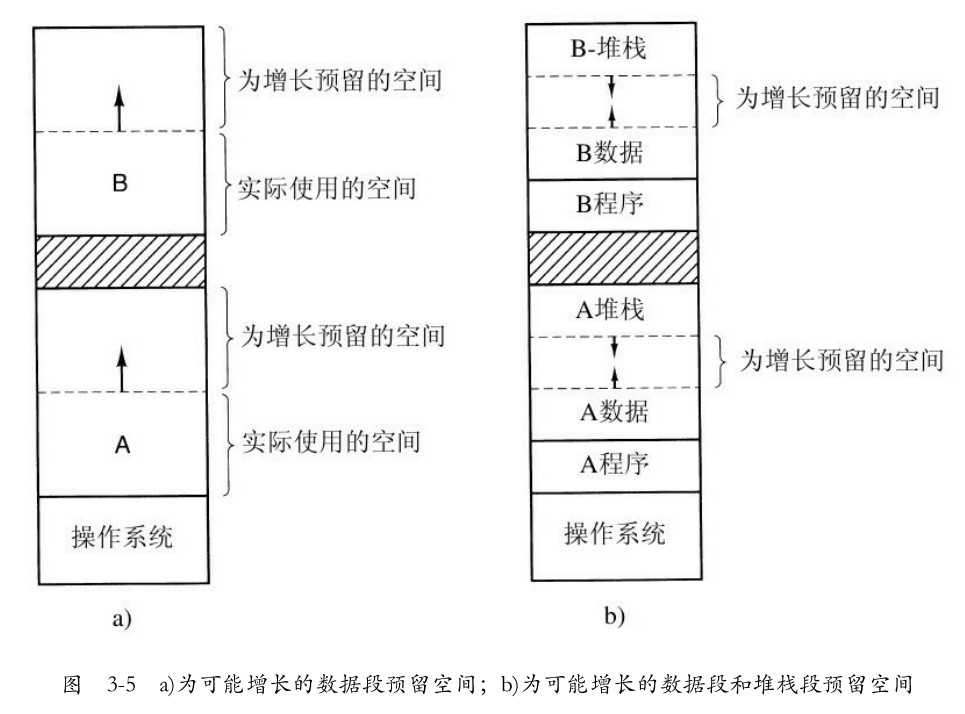 为增长预留的空间
B
实际使用的空间
为增长预留的空间
A
实际使用的空间
操作系统
a)
B-堆栈
为增长预留的空间
B数据
B程序
A堆栈
为增长预留的空间
A数据
A程序
操作系统
b)
图 3-5 a)为可能增长的数据段预留空间；b)为可能增长的数据段和堆栈段预留空间